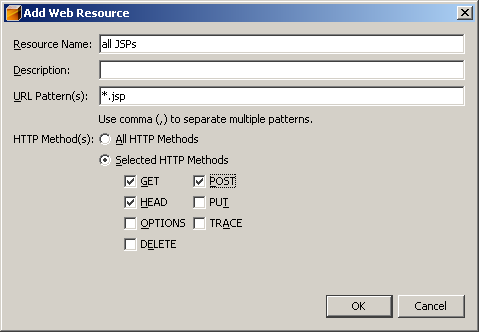 Add Web Resource
Resource Name: all JSPs
Description:
URL Pattern(s): *.jsp
Use comma (,) to separate multiple patterns.
HTTP Method(s): All HTTP Methods
Selected HTTP Methods
GET POST
HEAD PUT
OPTIONS TRACE
DELETE
OK Cancel